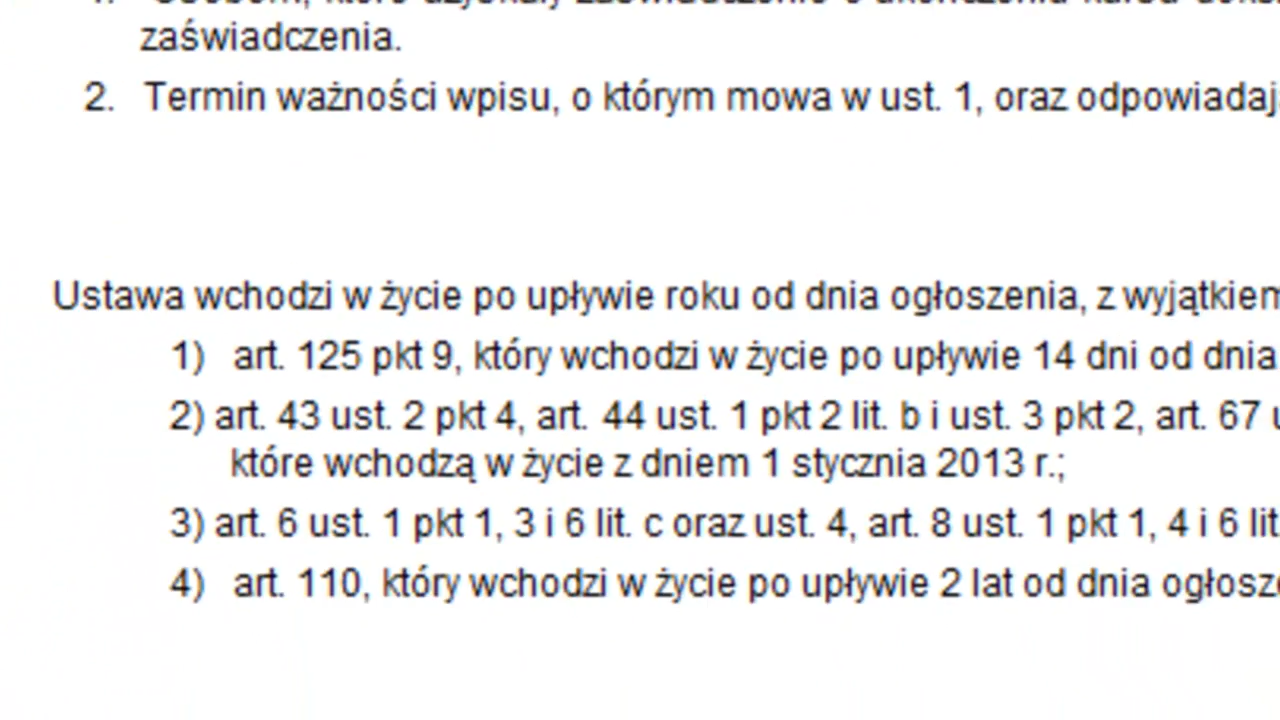 zaświadczenia.
2. Termin ważności wpisu, o którym mowa w ust. 1, oraz
Ustawa wchodzi w życie po upływie roku od dnia ogłoszenia, z wyjątkiem
1) art. 125 pkt 9, który wchodzi w życie po upływie 14 dni od dnia
2) art. 43 ust. 2 pkt 4, art. 44 ust. 1 pkt 2 lit. b i ust. 3 pkt 2, art. 67
które wchodzą w życie z dniem 1 stycznia 2013 r.;
3) art. 6 ust. 1 pkt 1, 3 i 6 lit. c oraz ust. 4, art. 8 ust. 1 pkt 1, 4 i 6 lit
4) art. 110, który wchodzi w życie po upływie 2 lat od dnia